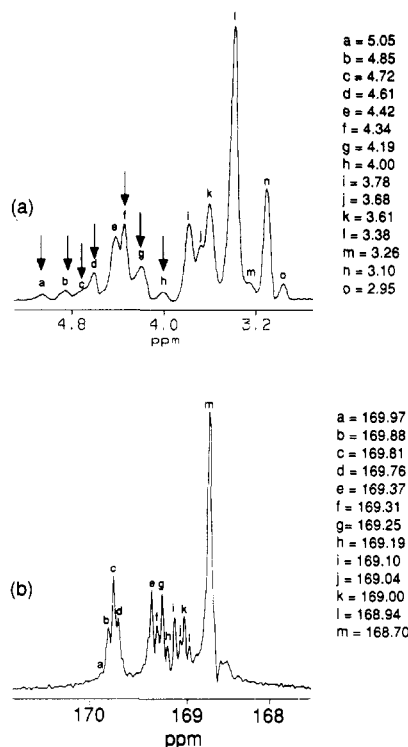 l
a = 5.05
b = 4.85
c = 4.72
d = 4.61
e = 4.42
f = 4.34
g = 4.19
h = 4.00
i = 3.78
j = 3.68
k = 3.61
l = 3.38
m = 3.26
n = 3.10
o = 2.95
(a)
a b c d e f g h i j k m n o
4.8 4.0 3.2
ppm
m
a = 169.97
b = 169.88
c = 169.81
d = 169.76
e = 169.37
f = 169.31
g = 169.25
h = 169.19
i = 169.10
j = 169.04
k = 169.00
l = 168.94
m = 168.70
(b)
a b c d e f g h i j k l
170 169 168
ppm